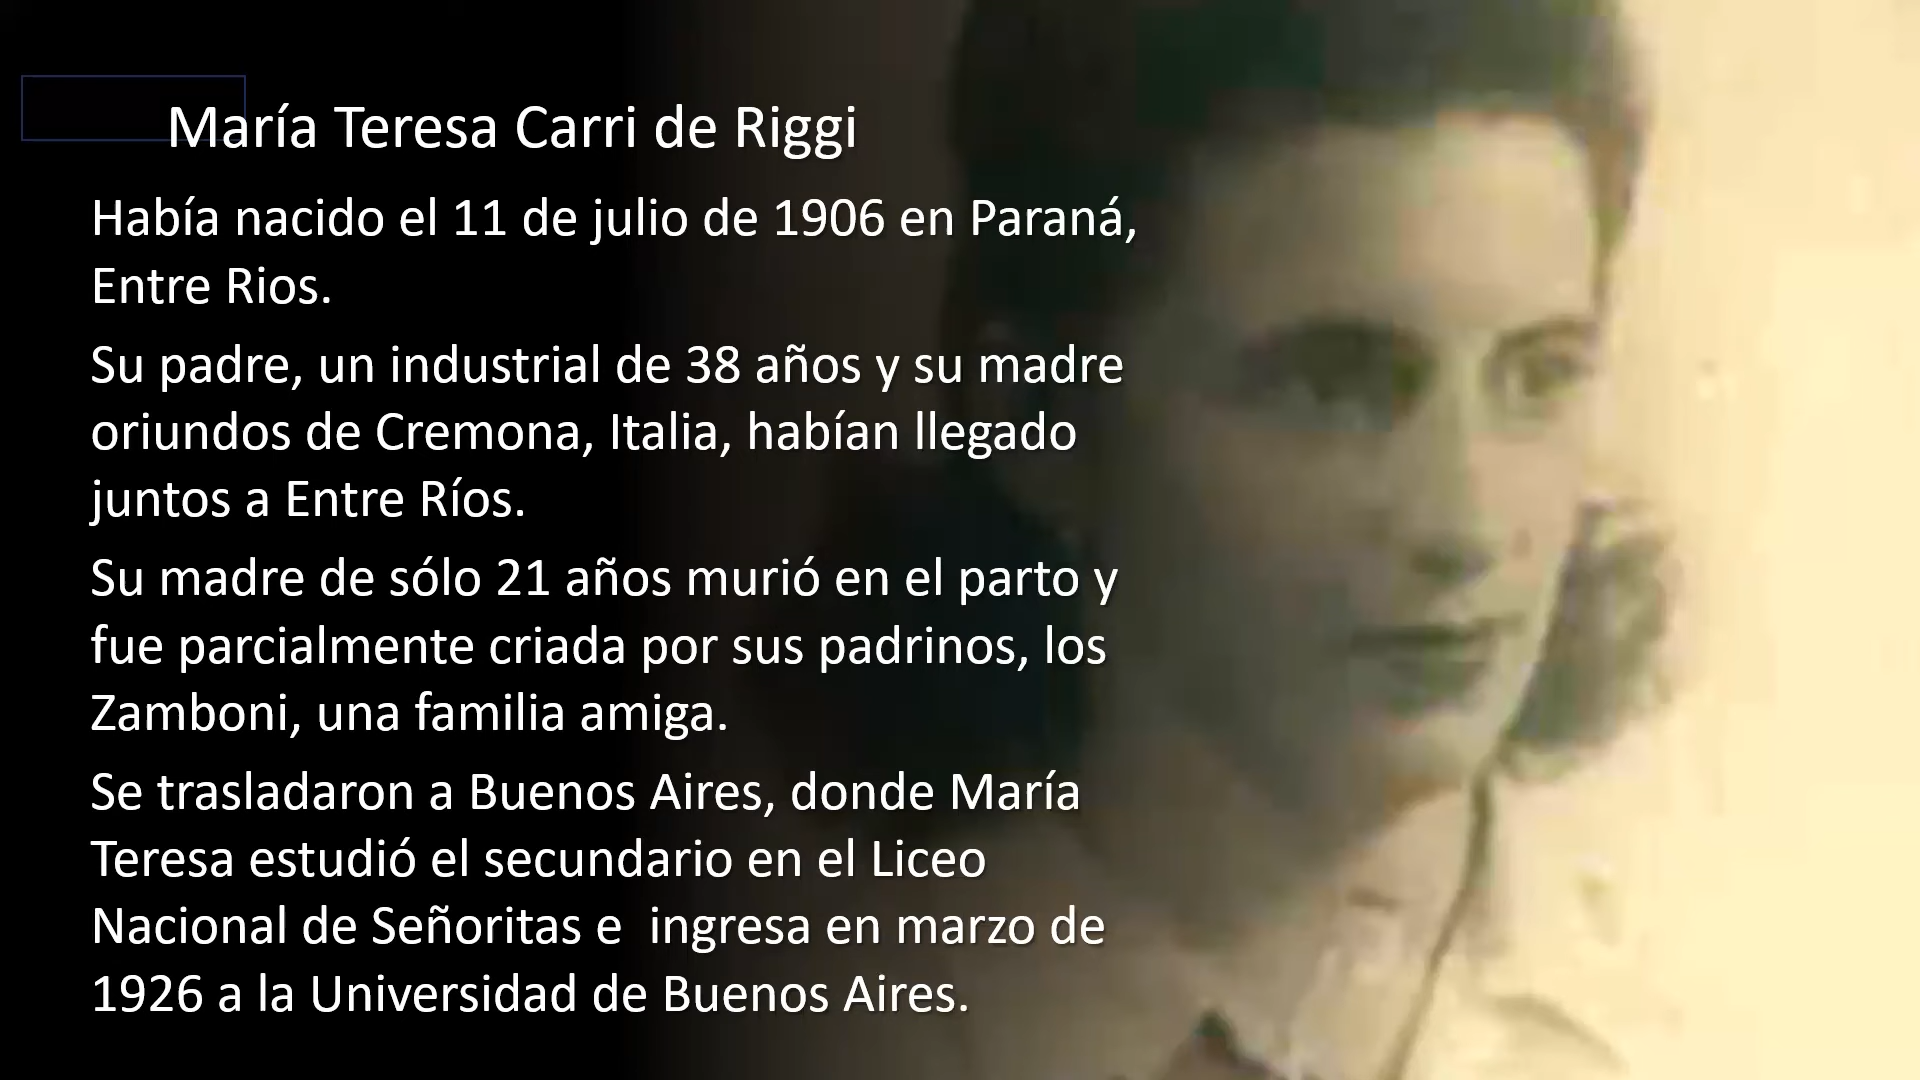 María Teresa Carri de Riggi
Había nacido el 11 de julio de 1906 en Paraná,
Entre Rios.
Su padre, un industrial de 38 años y su madre
oriundos de Cremona, Italia, habían llegado
juntos a Entre Ríos.
Su madre de sólo 21 años murió en el parto y
fue parcialmente criada por sus padrinos, los
Zamboni, una familia amiga.
Se trasladaron a Buenos Aires, donde María
Teresa estudió el secundario en el Liceo
Nacional de Señoritas e  ingresa en marzo de
1926 a la Universidad de Buenos Aires.